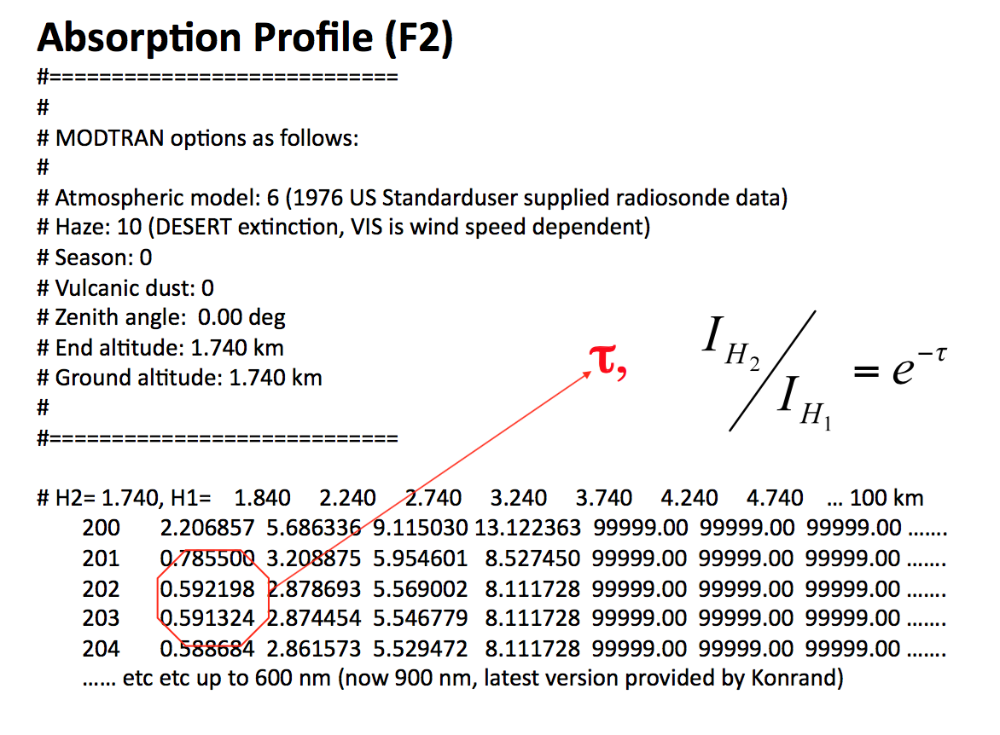 Absorption Profile (F2)
#============================
#
# MODTRAN options as follows:
#
# Atmospheric model: 6 (1976 US Standarduser supplied radiosonde data)
# Haze: 10 (DESERT extinction, VIS is wind speed dependent)
# Season: 0
# Vulcanic dust: 0
# Zenith angle:  0.00 deg
# End altitude: 1.740 km
# Ground altitude: 1.740 km
#
#============================
τ,
I_H₂ / I_H₁ = e^−τ
# H2= 1.740, H1= 1.840 2.240 2.740 3.240 3.740 4.240 4.740 ... 100 km
200 2.206857 5.686336 9.115030 13.122363 99999.00 99999.00 99999.00 .......
201 0.785500 3.208875 5.954601 8.527450 99999.00 99999.00 99999.00 .......
202 0.592198 2.878693 5.569002 8.111728 99999.00 99999.00 99999.00 .......
203 0.591324 2.874454 5.546779 8.111728 99999.00 99999.00 99999.00 .......
204 0.588684 2.861573 5.529472 8.111728 99999.00 99999.00 99999.00 .......
...... etc etc up to 600 nm (now 900 nm, latest version provided by Konrand)